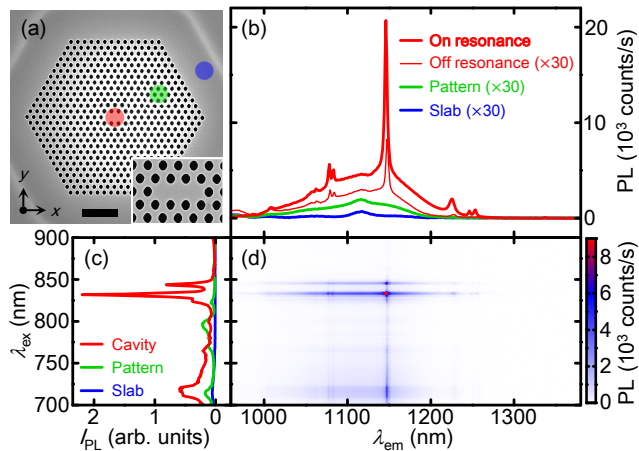 (a)
y
x
(b)
On resonance
Off resonance (×30)
Pattern (×30)
Slab (×30)
20
10
0
PL (10³ counts/s)
(c)
900
850
800
750
700
λex (nm)
Cavity
Pattern
Slab
2 1 0
IPL (arb. units)
(d)
1000 1100 1200 1300
λem (nm)
8
6
4
2
0
PL (10³ counts/s)